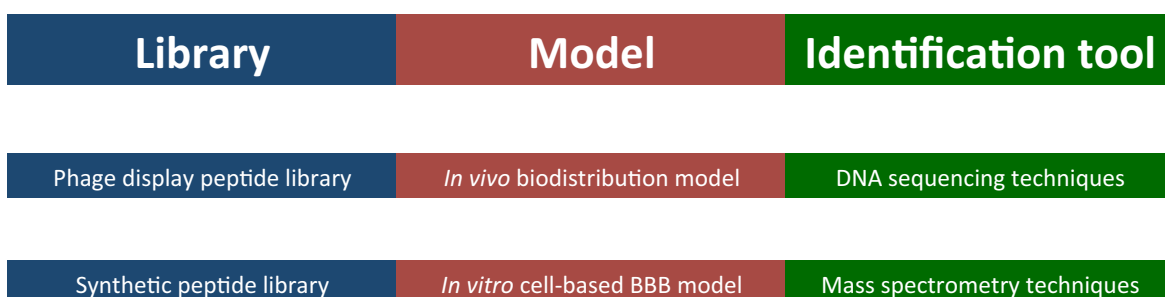 Library Model Identification tool
Phage display peptide library In vivo biodistribution model DNA sequencing techniques
Synthetic peptide library In vitro cell-based BBB model Mass spectrometry techniques